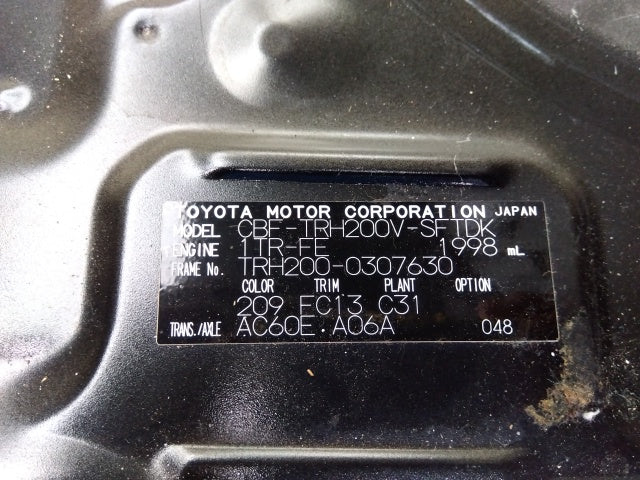 TOYOTA MOTOR CORPORATION JAPAN
MODEL CBF-TRH200V-SFTDK
ENGINE 1TR-FE 1998 mL
FRAME No. TRH200-0307630
COLOR TRIM PLANT OPTION
209 FC13 C31
TRANS./AXLE AC60E A06A 048